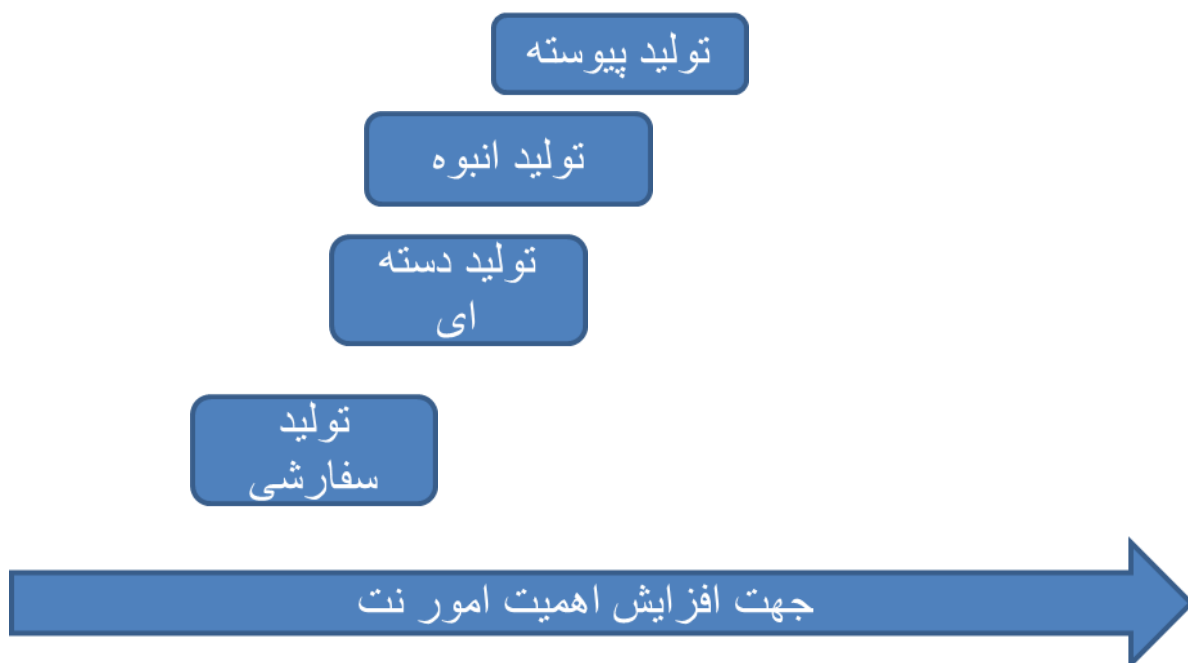 تولید پیوسته
تولید انبوه
تولید دسته
ای
تولید
سفارشی
جهت افزایش اهمیت امور نت